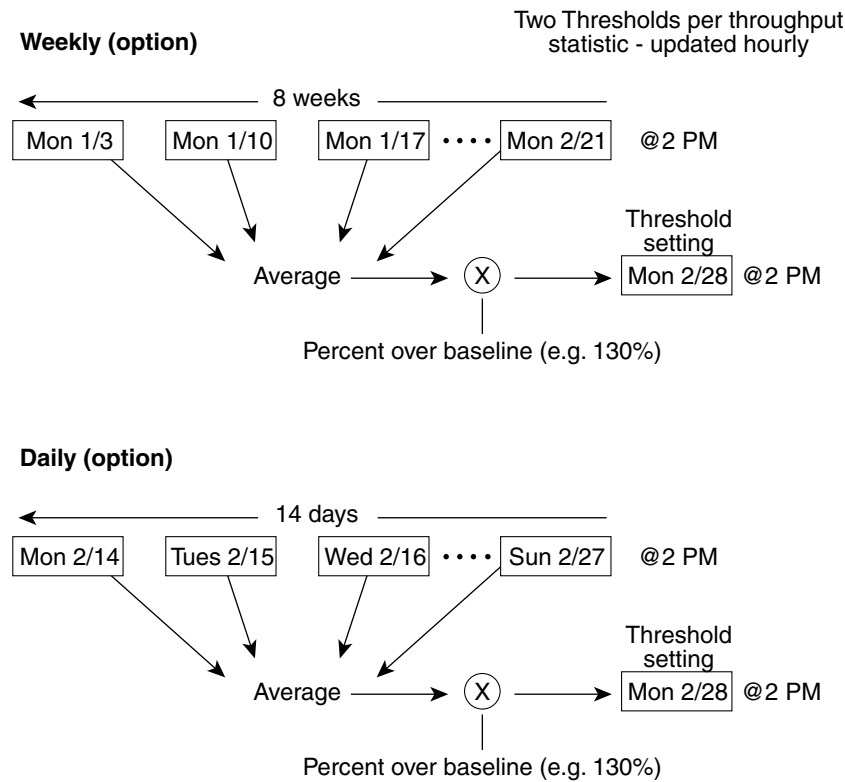 Two Thresholds per throughput
statistic - updated hourly
Weekly (option)
8 weeks
Mon 1/3 Mon 1/10 Mon 1/17 •••• Mon 2/21 @2 PM
Threshold
setting
Average X Mon 2/28 @2 PM
Percent over baseline (e.g. 130%)
Daily (option)
14 days
Mon 2/14 Tues 2/15 Wed 2/16 •••• Sun 2/27 @2 PM
Threshold
setting
Average X Mon 2/28 @2 PM
Percent over baseline (e.g. 130%)